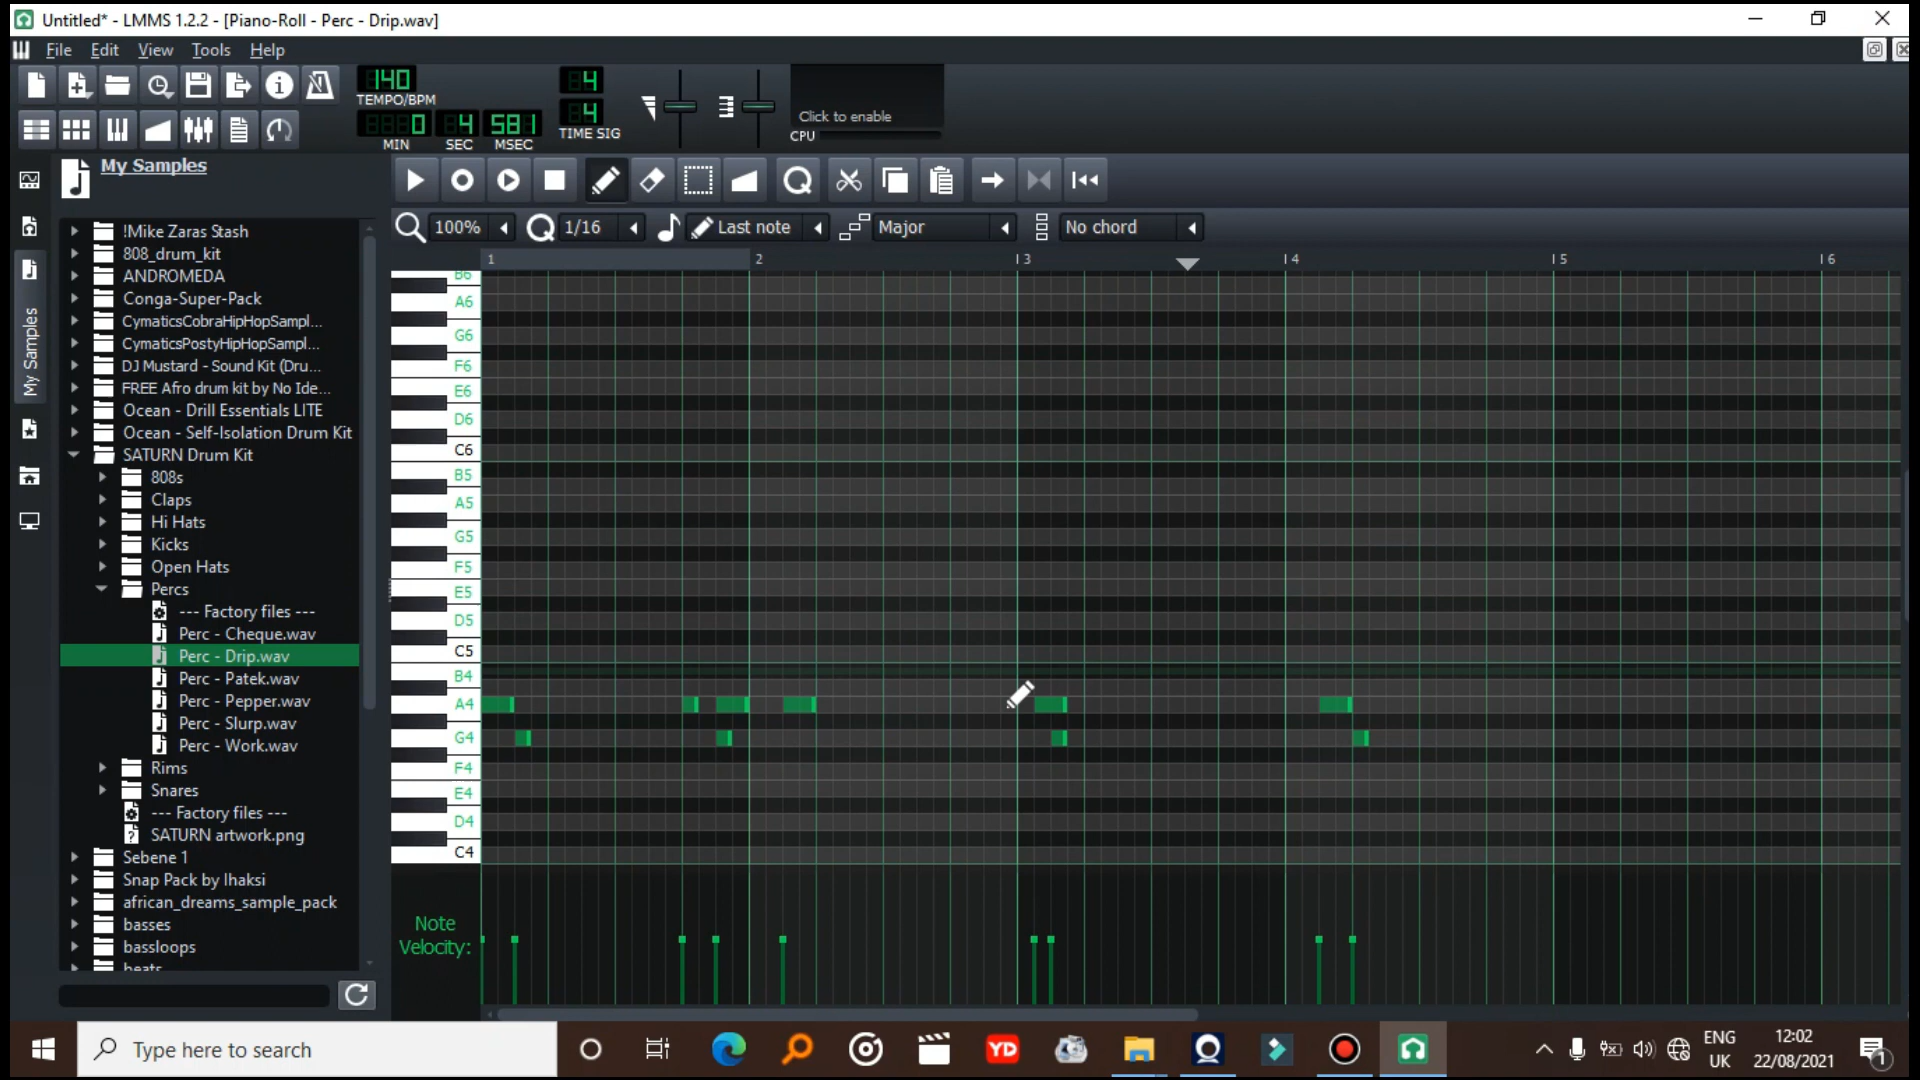 Untitled* - LMMS 1.2.2 - [Piano-Roll - Perc - Drip.wav]
File Edit View Tools Help
140
TEMPO/BPM
0 4 581
MIN SEC MSEC
4
4
TIME SIG
Click to enable
CPU
My Samples
My Samples
100% 1/16 Last note Major No chord
!Mike Zaras Stash
808_drum_kit
ANDROMEDA
Conga-Super-Pack
CymaticsCobraHipHopSampl...
CymaticsPostyHipHopSampl...
DJ Mustard - Sound Kit (Dru...
FREE Afro drum kit by No Ide...
Ocean - Drill Essentials LITE
Ocean - Self-Isolation Drum Kit
SATURN Drum Kit
808s
Claps
Hi Hats
Kicks
Open Hats
Percs
--- Factory files ---
Perc - Cheque.wav
Perc - Drip.wav
Perc - Patek.wav
Perc - Pepper.wav
Perc - Slurp.wav
Perc - Work.wav
Rims
Snares
--- Factory files ---
SATURN artwork.png
Sebene 1
Snap Pack by Ihaksi
african_dreams_sample_pack
basses
bassloops
beats
1 2 3 4 5 6
B6
A6
G6
F6
E6
D6
C6
B5
A5
G5
F5
E5
D5
C5
B4
A4
G4
F4
E4
D4
C4
Note
Velocity:
Type here to search
YD
ENG
UK
12:02
22/08/2021
1